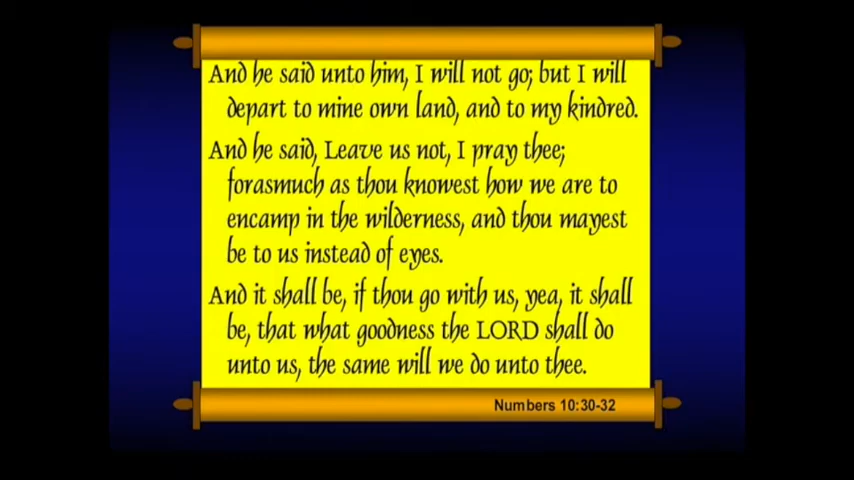 And he said unto him, I will not go; but I will
depart to mine own land, and to my kindred.
And he said, Leave us not, I pray thee;
forasmuch as thou knowest how we are to
encamp in the wilderness, and thou mayest
be to us instead of eyes.
And it shall be, if thou go with us, yea, it shall
be, that what goodness the LORD shall do
unto us, the same will we do unto thee.
Numbers 10:30-32